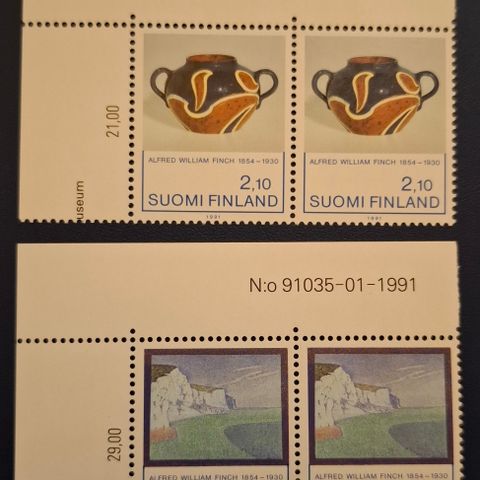 21,00
useum
ALFRED WILLIAM FINCH 1854–1930
2,10
SUOMI FINLAND
1991
ALFRED WILLIAM FINCH 1854–1930
2,10
SUOMI FINLAND
1991
N:o 91035-01-1991
29,00
ALFRED WILLIAM FINCH 1854–1930
ALFRED WILLIAM FINCH 1854–1930